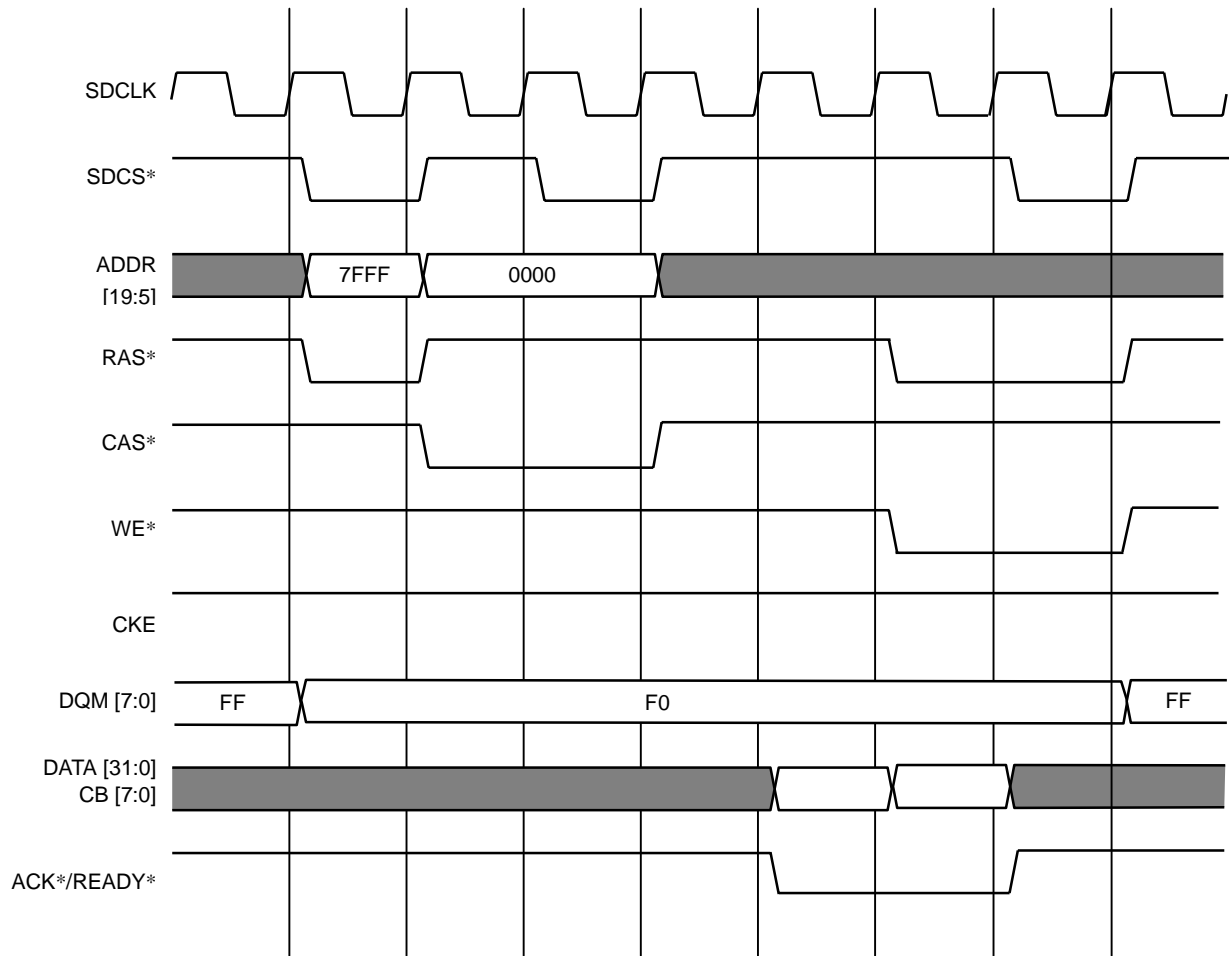 SDCLK
SDCS*
ADDR
[19:5]
7FFF
0000
RAS*
CAS*
WE*
CKE
DQM [7:0]
FF
F0
FF
DATA [31:0]
CB [7:0]
ACK*/READY*